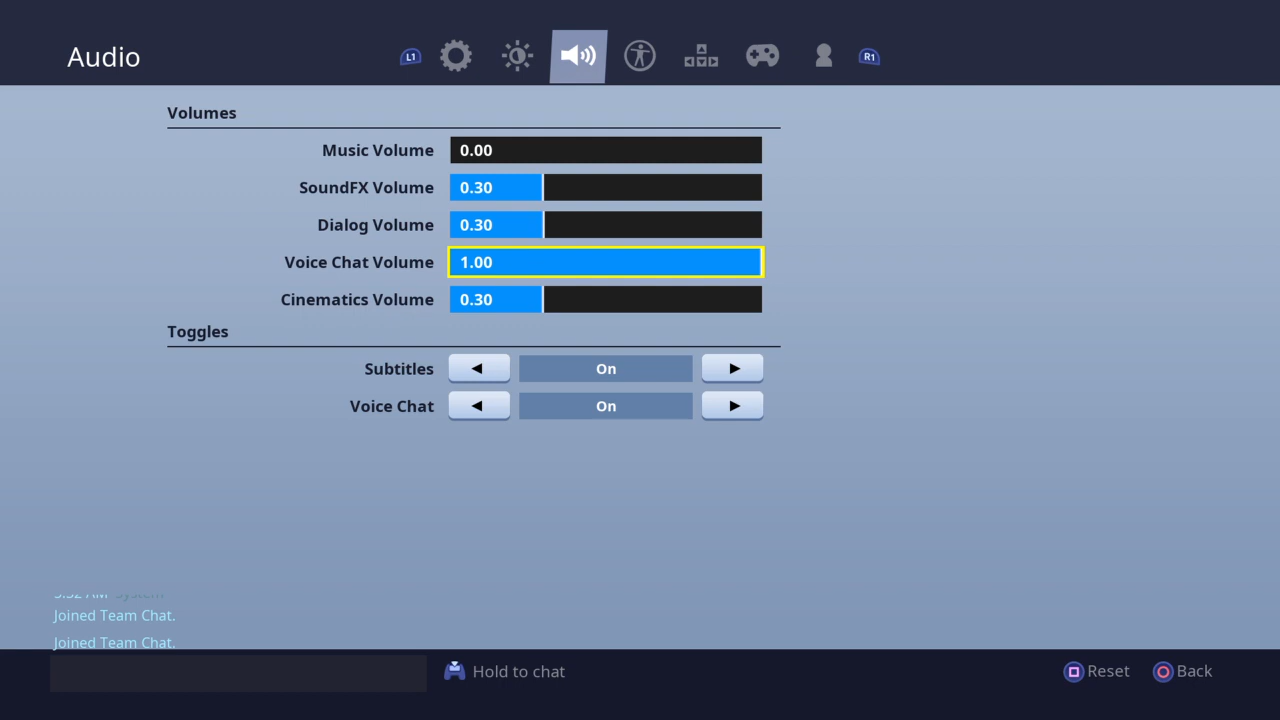 Audio
L1
R1
Volumes
Music Volume 0.00
SoundFX Volume 0.30
Dialog Volume 0.30
Voice Chat Volume 1.00
Cinematics Volume 0.30
Toggles
Subtitles On
Voice Chat On
Joined Team Chat.
Joined Team Chat.
Hold to chat
Reset
Back